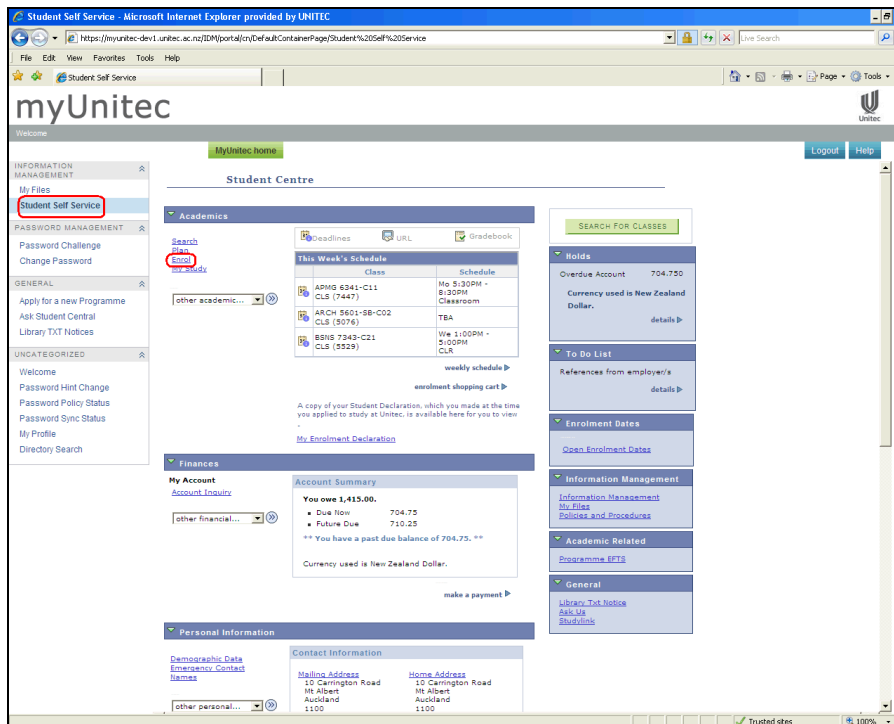 Student Self Service - Microsoft Internet Explorer provided by UNITEC
https://myunitec-dev1.unitec.ac.nz/IDM/portal/cn/DefaultContainerPage/Student%20Self%20Service
Live Search
File Edit View Favorites Tools Help
Student Self Service
Page Tools
myUnitec
Unitec
Welcome
MyUnitec home
Logout Help
INFORMATION MANAGEMENT
My Files
Student Self Service
PASSWORD MANAGEMENT
Password Challenge
Change Password
GENERAL
Apply for a new Programme
Ask Student Central
Library TXT Notices
UNCATEGORIZED
Welcome
Password Hint Change
Password Policy Status
Password Sync Status
My Profile
Directory Search
Student Centre
Academics
Search
Plan
Enrol
My Study
other academic...
Deadlines URL Gradebook
This Week's Schedule
Class Schedule
APMG 6341-C11
CLS (7447)
Mo 5:30PM -
8:30PM
Classroom
ARCH 5601-SB-C02
CLS (5076)
TBA
BSNS 7343-C21
CLS (5529)
We 1:00PM -
5:00PM
CLR
weekly schedule
enrolment shopping cart
A copy of your Student Declaration, which you made at the time
you applied to study at Unitec, is available here for you to view
.
My Enrolment Declaration
Finances
My Account
Account Inquiry
other financial...
Account Summary
You owe 1,415.00.
Due Now 704.75
Future Due 710.25
** You have a past due balance of 704.75. **
Currency used is New Zealand Dollar.
make a payment
Personal Information
Demographic Data
Emergency Contact
Names
other personal...
Contact Information
Mailing Address
10 Carrington Road
Mt Albert
Auckland
1100
Home Address
10 Carrington Road
Mt Albert
Auckland
1100
SEARCH FOR CLASSES
Holds
Overdue Account 704.750
Currency used is New Zealand
Dollar.
details
To Do List
References from employer/s
details
Enrolment Dates
Open Enrolment Dates
Information Management
Information Management
My Files
Policies and Procedures
Academic Related
Programme EFTS
General
Library Txt Notice
Ask Us
Studylink
Trusted sites
100%